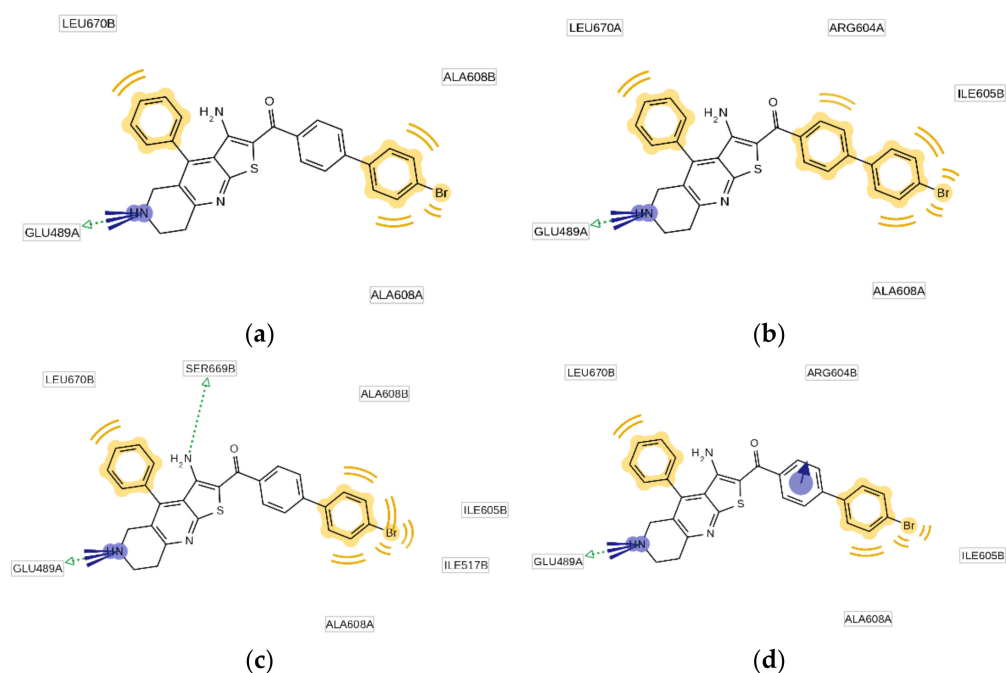 LEU670B
ALA608B
O
H₂N
S
N
Br
HN
GLU489A
ALA608A
(a)
LEU670A
ARG604A
ILE605B
O
H₂N
S
N
Br
HN
GLU489A
ALA608A
(b)
SER669B
LEU670B
ALA608B
O
H₂N
S
N
Br
ILE605B
HN
GLU489A
ILE517B
ALA608A
(c)
LEU670B
ARG604B
O
H₂N
S
N
Br
HN
GLU489A
ILE605B
ALA608A
(d)